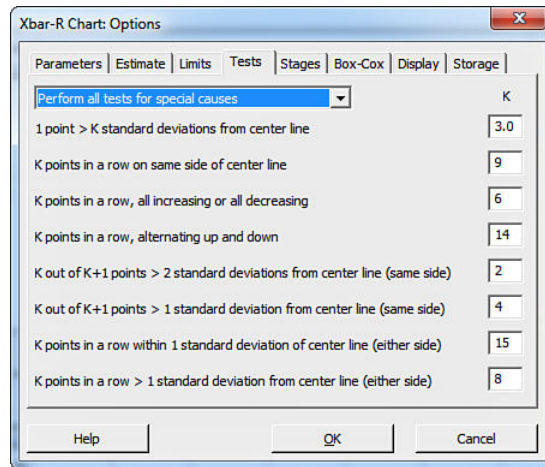 Xbar-R Chart: Options
Parameters Estimate Limits Tests Stages Box-Cox Display Storage
Perform all tests for special causes K
1 point > K standard deviations from center line 3.0
K points in a row on same side of center line 9
K points in a row, all increasing or all decreasing 6
K points in a row, alternating up and down 14
K out of K+1 points > 2 standard deviations from center line (same side) 2
K out of K+1 points > 1 standard deviation from center line (same side) 4
K points in a row within 1 standard deviation of center line (either side) 15
K points in a row > 1 standard deviation from center line (either side) 8
Help OK Cancel